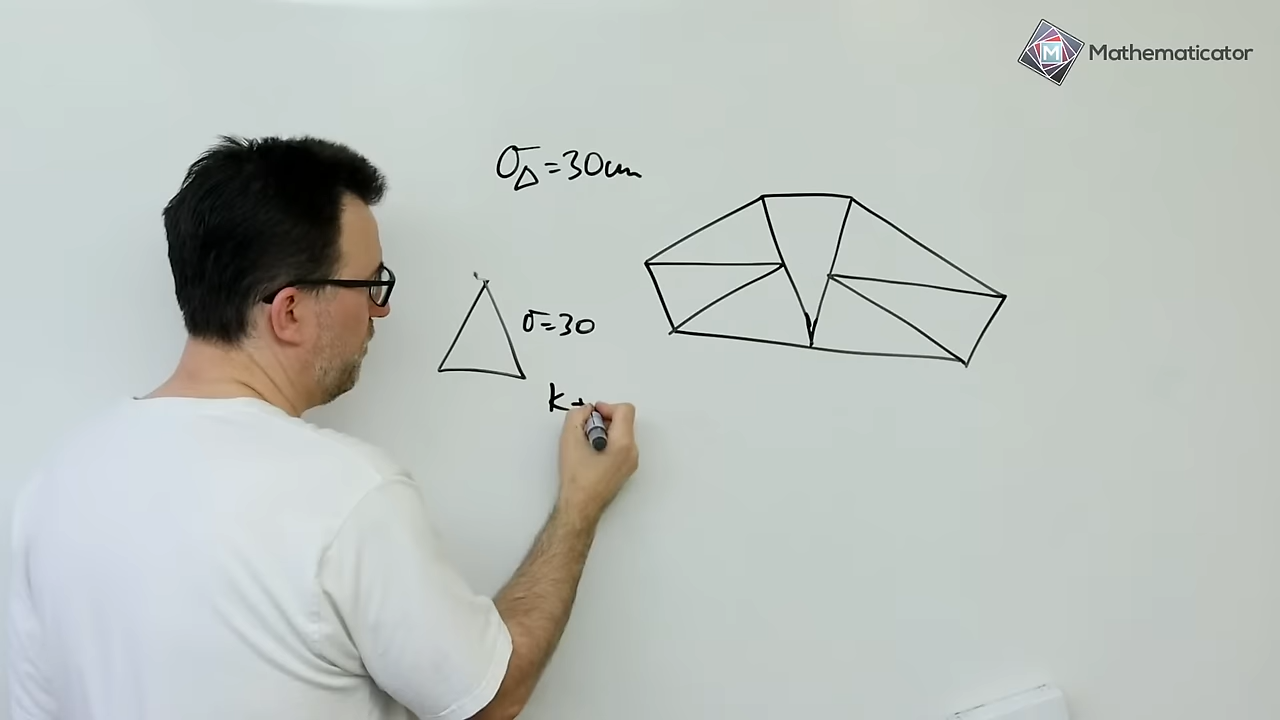 Mathematicator
σ△=30cm
σ=30
k